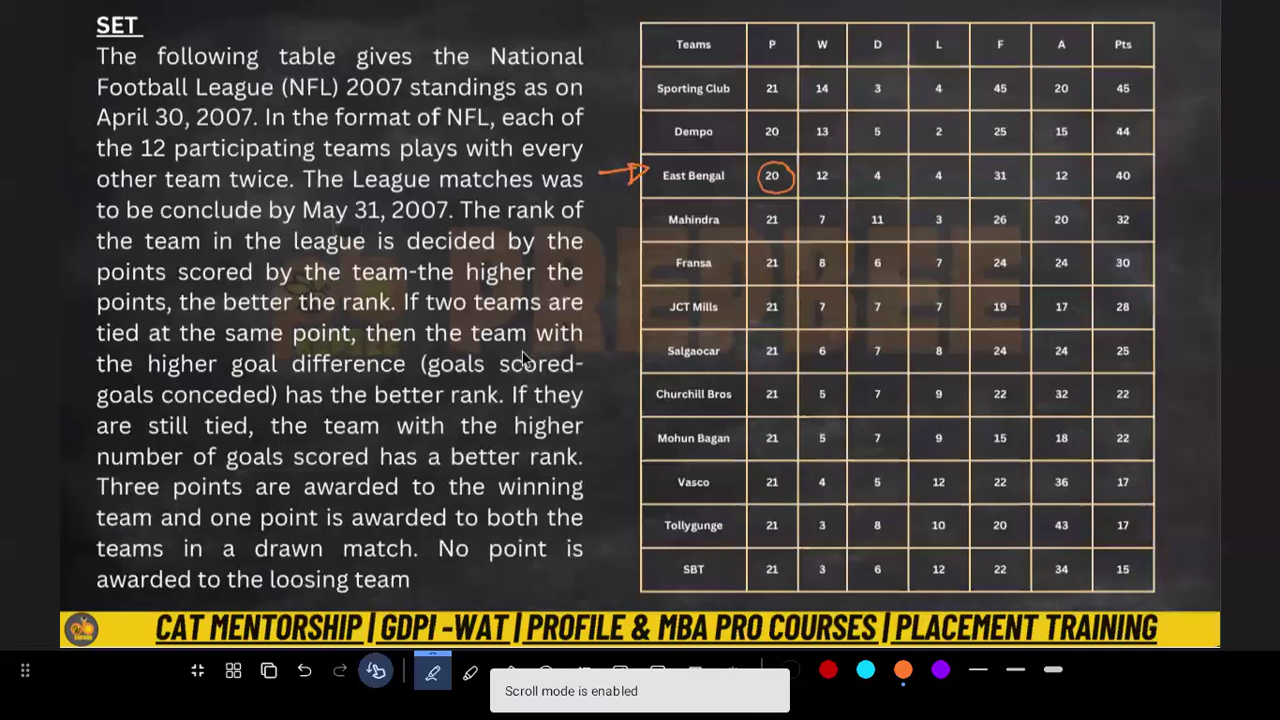 SET
The following table gives the National
Football League (NFL) 2007 standings as on
April 30, 2007. In the format of NFL, each of
the 12 participating teams plays with every
other team twice. The League matches was
to be conclude by May 31, 2007. The rank of
the team in the league is decided by the
points scored by the team-the higher the
points, the better the rank. If two teams are
tied at the same point, then the team with
the higher goal difference (goals scored-
goals conceded) has the better rank. If they
are still tied, the team with the higher
number of goals scored has a better rank.
Three points are awarded to the winning
team and one point is awarded to both the
teams in a drawn match. No point is
awarded to the loosing team
Teams P W D L F A Pts
Sporting Club 21 14 3 4 45 20 45
Dempo 20 13 5 2 25 15 44
East Bengal 20 12 4 4 31 12 40
Mahindra 21 7 11 3 26 20 32
Fransa 21 8 6 7 24 24 30
JCT Mills 21 7 7 7 19 17 28
Salgaocar 21 6 7 8 24 24 25
Churchill Bros 21 5 7 9 22 32 22
Mohun Bagan 21 5 7 9 15 18 22
Vasco 21 4 5 12 22 36 17
Tollygunge 21 3 8 10 20 43 17
SBT 21 3 6 12 22 34 15
CAT MENTORSHIP | GDPI -WAT | PROFILE & MBA PRO COURSES | PLACEMENT TRAINING
Scroll mode is enabled